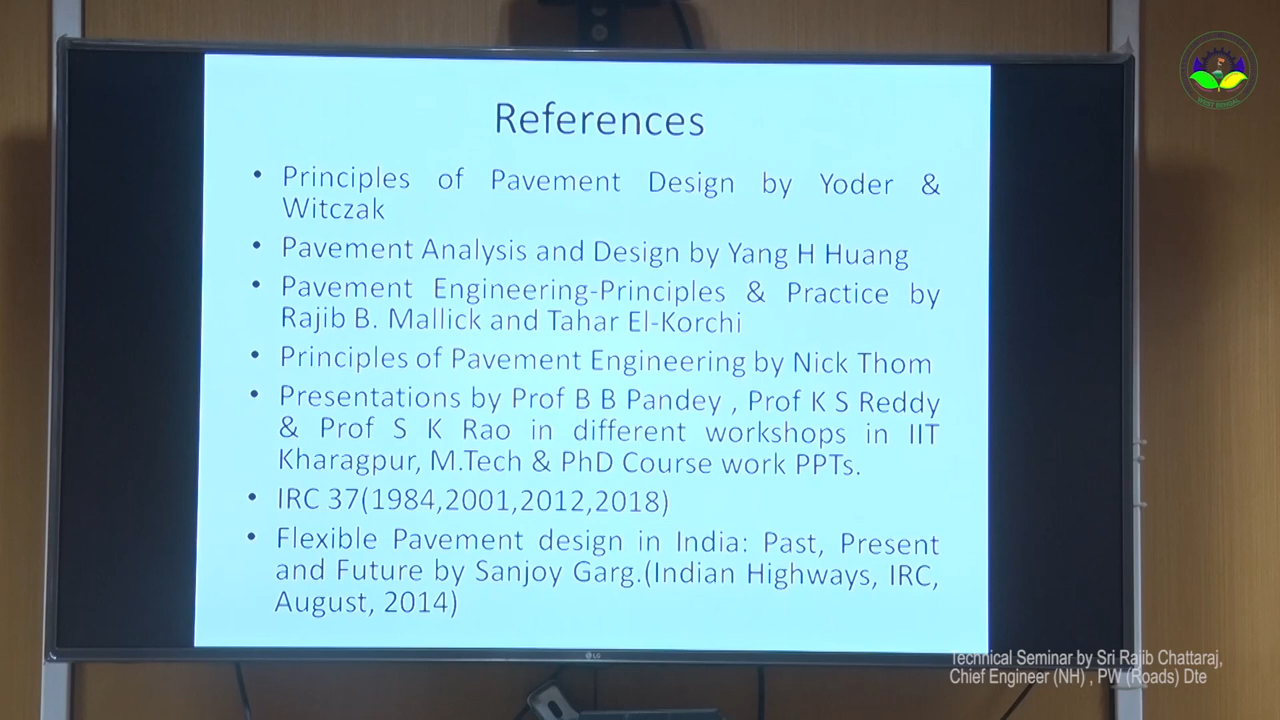 References
• Principles of Pavement Design by Yoder &
Witczak
• Pavement Analysis and Design by Yang H Huang
• Pavement Engineering-Principles & Practice by
Rajib B. Mallick and Tahar El-Korchi
• Principles of Pavement Engineering by Nick Thom
• Presentations by Prof B B Pandey , Prof K S Reddy
& Prof S K Rao in different workshops in IIT
Kharagpur, M.Tech & PhD Course work PPTs.
• IRC 37(1984,2001,2012,2018)
• Flexible Pavement design in India: Past, Present
and Future by Sanjoy Garg.(Indian Highways, IRC,
August, 2014)
LG
Technical Seminar by Sri Rajib Chattaraj,
Chief Engineer (NH) , PW (Roads) Dte
WEST BENGAL